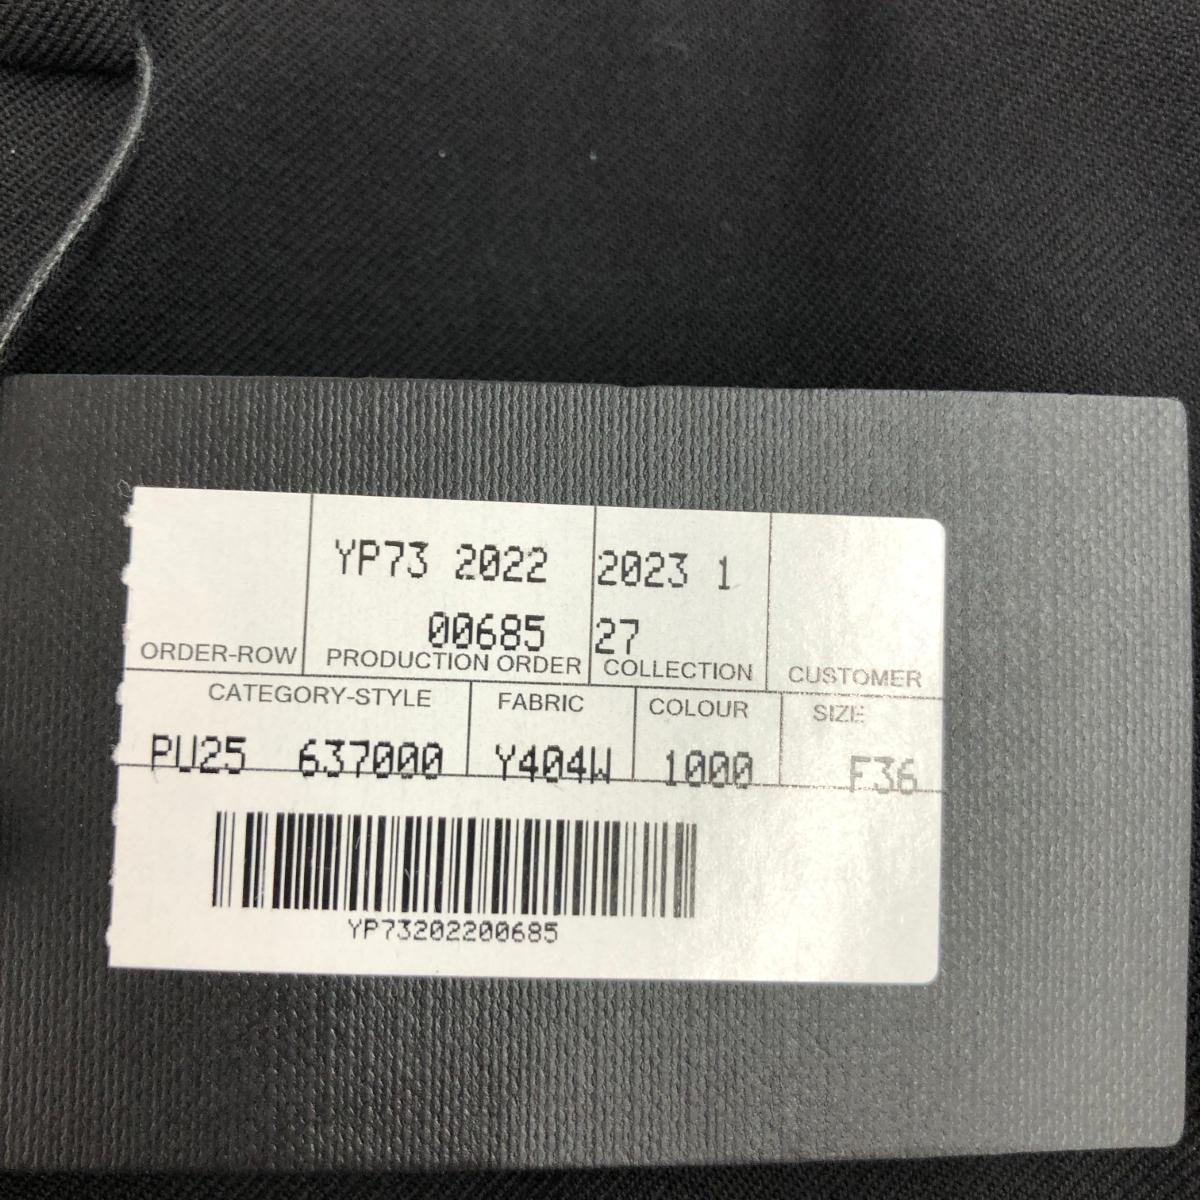 YP73 2022 2023 1
00685 27
ORDER-ROW PRODUCTION ORDER COLLECTION CUSTOMER
CATEGORY-STYLE FABRIC COLOUR SIZE
PU25 637000 Y404W 1000 F36
YP73202200685